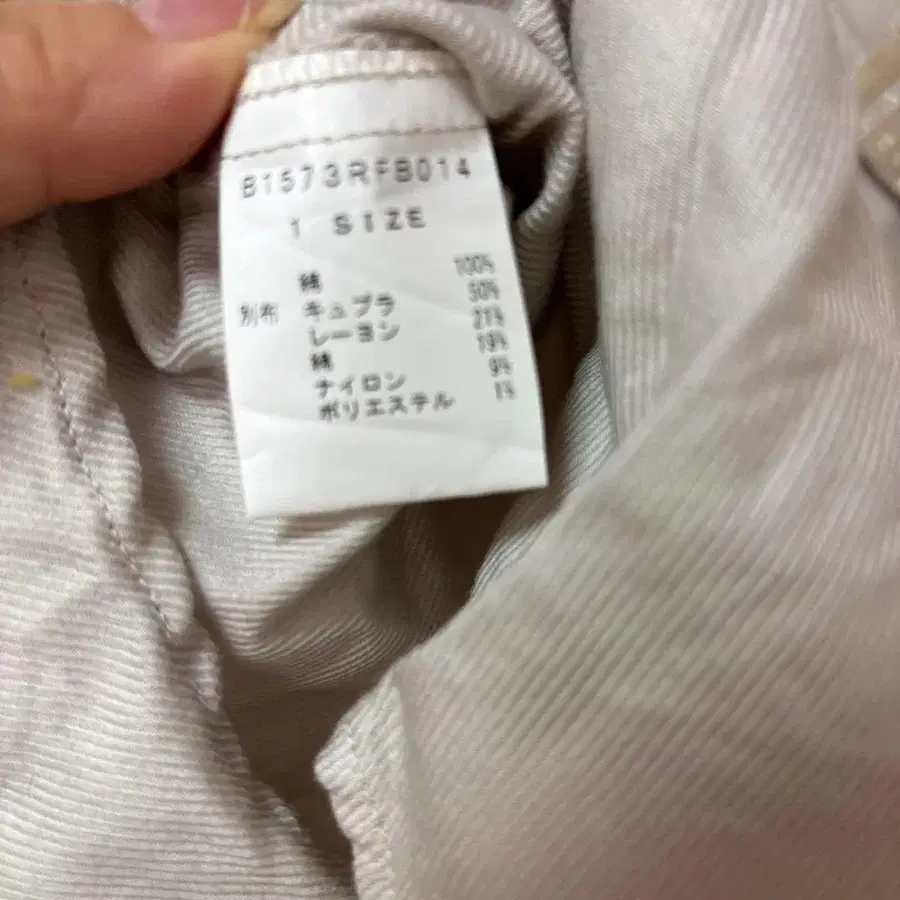 B1573RFB014
1 SIZE
綿 100%
別布 キュプラ 50%
レーヨン 21%
綿 19%
ナイロン 9%
ポリエステル 1%